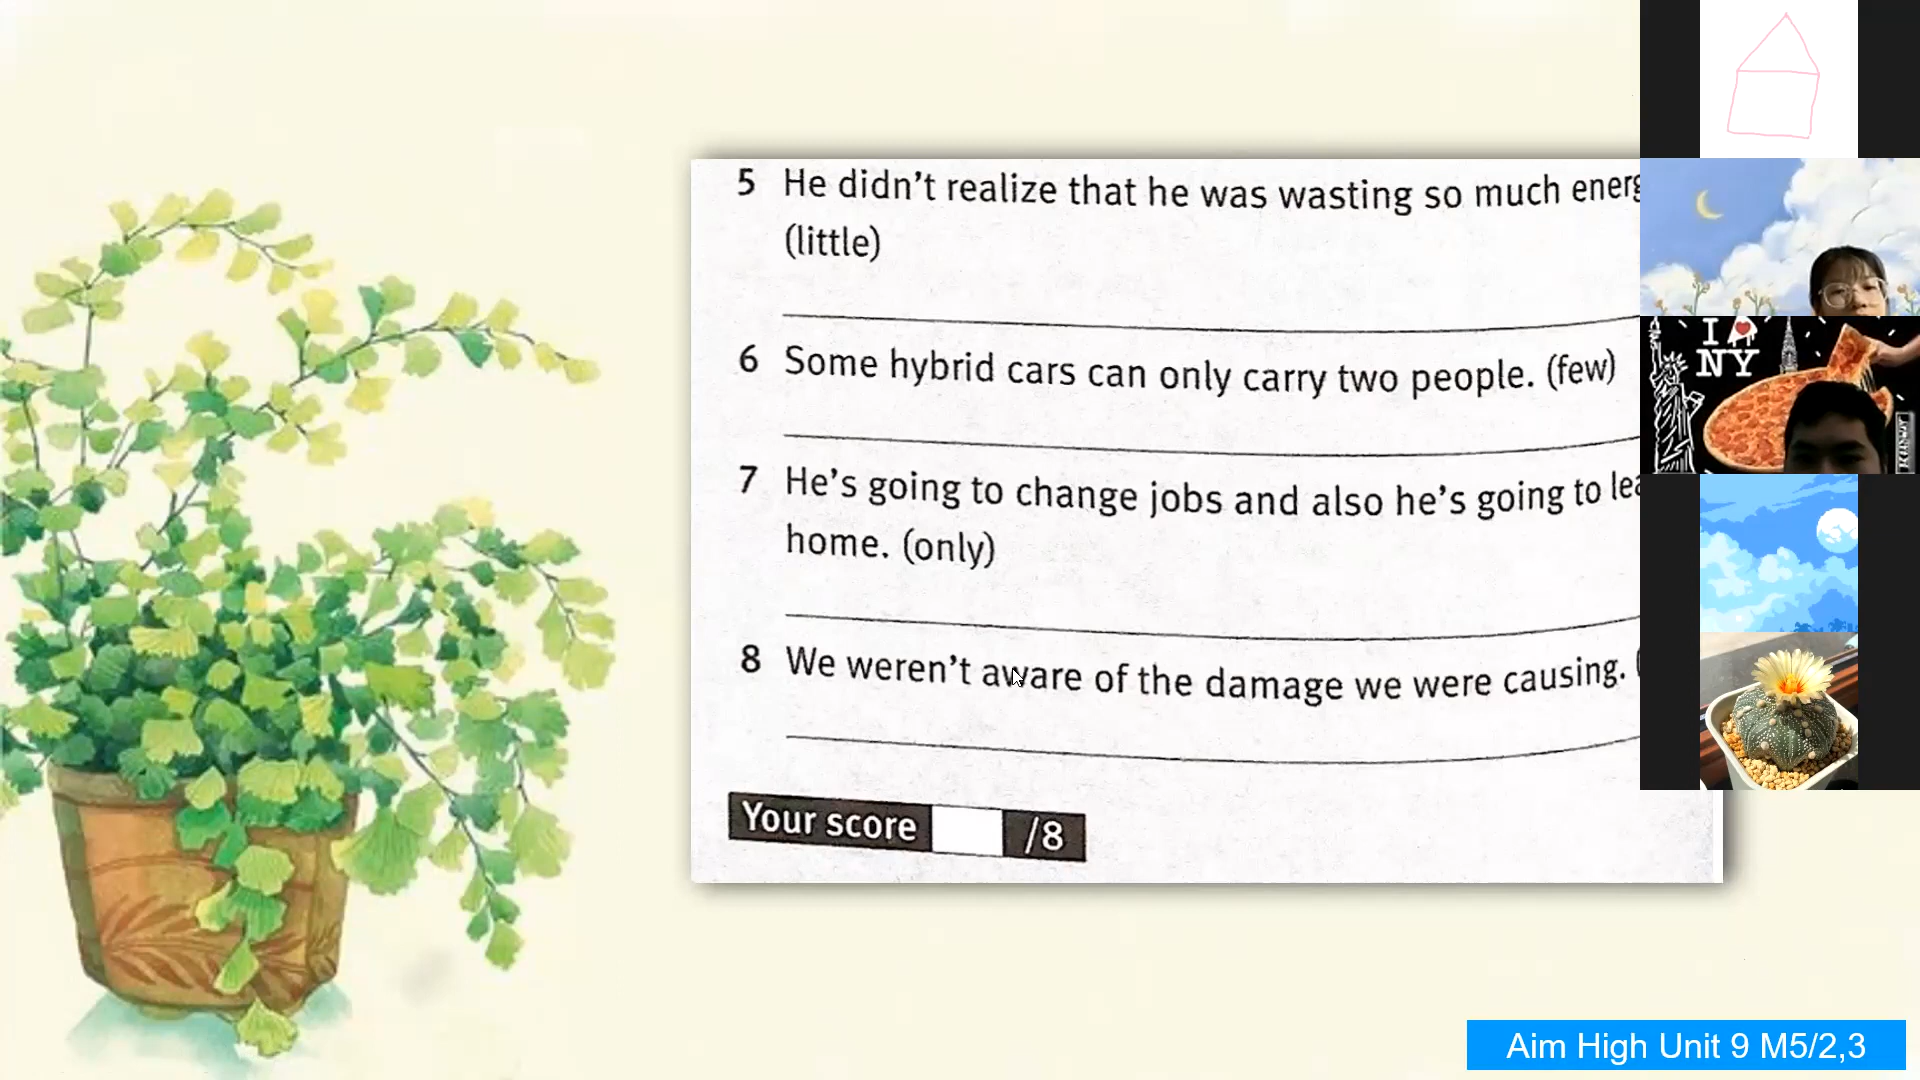 5 He didn't realize that he was wasting so much
(little)
6 Some hybrid cars can only carry two people. (few)
7 He's going to change jobs and also he's going to
home. (only)
8 We weren't aware of the damage we were causing.
Your score /8
I
NY
Aim High Unit 9 M5/2,3